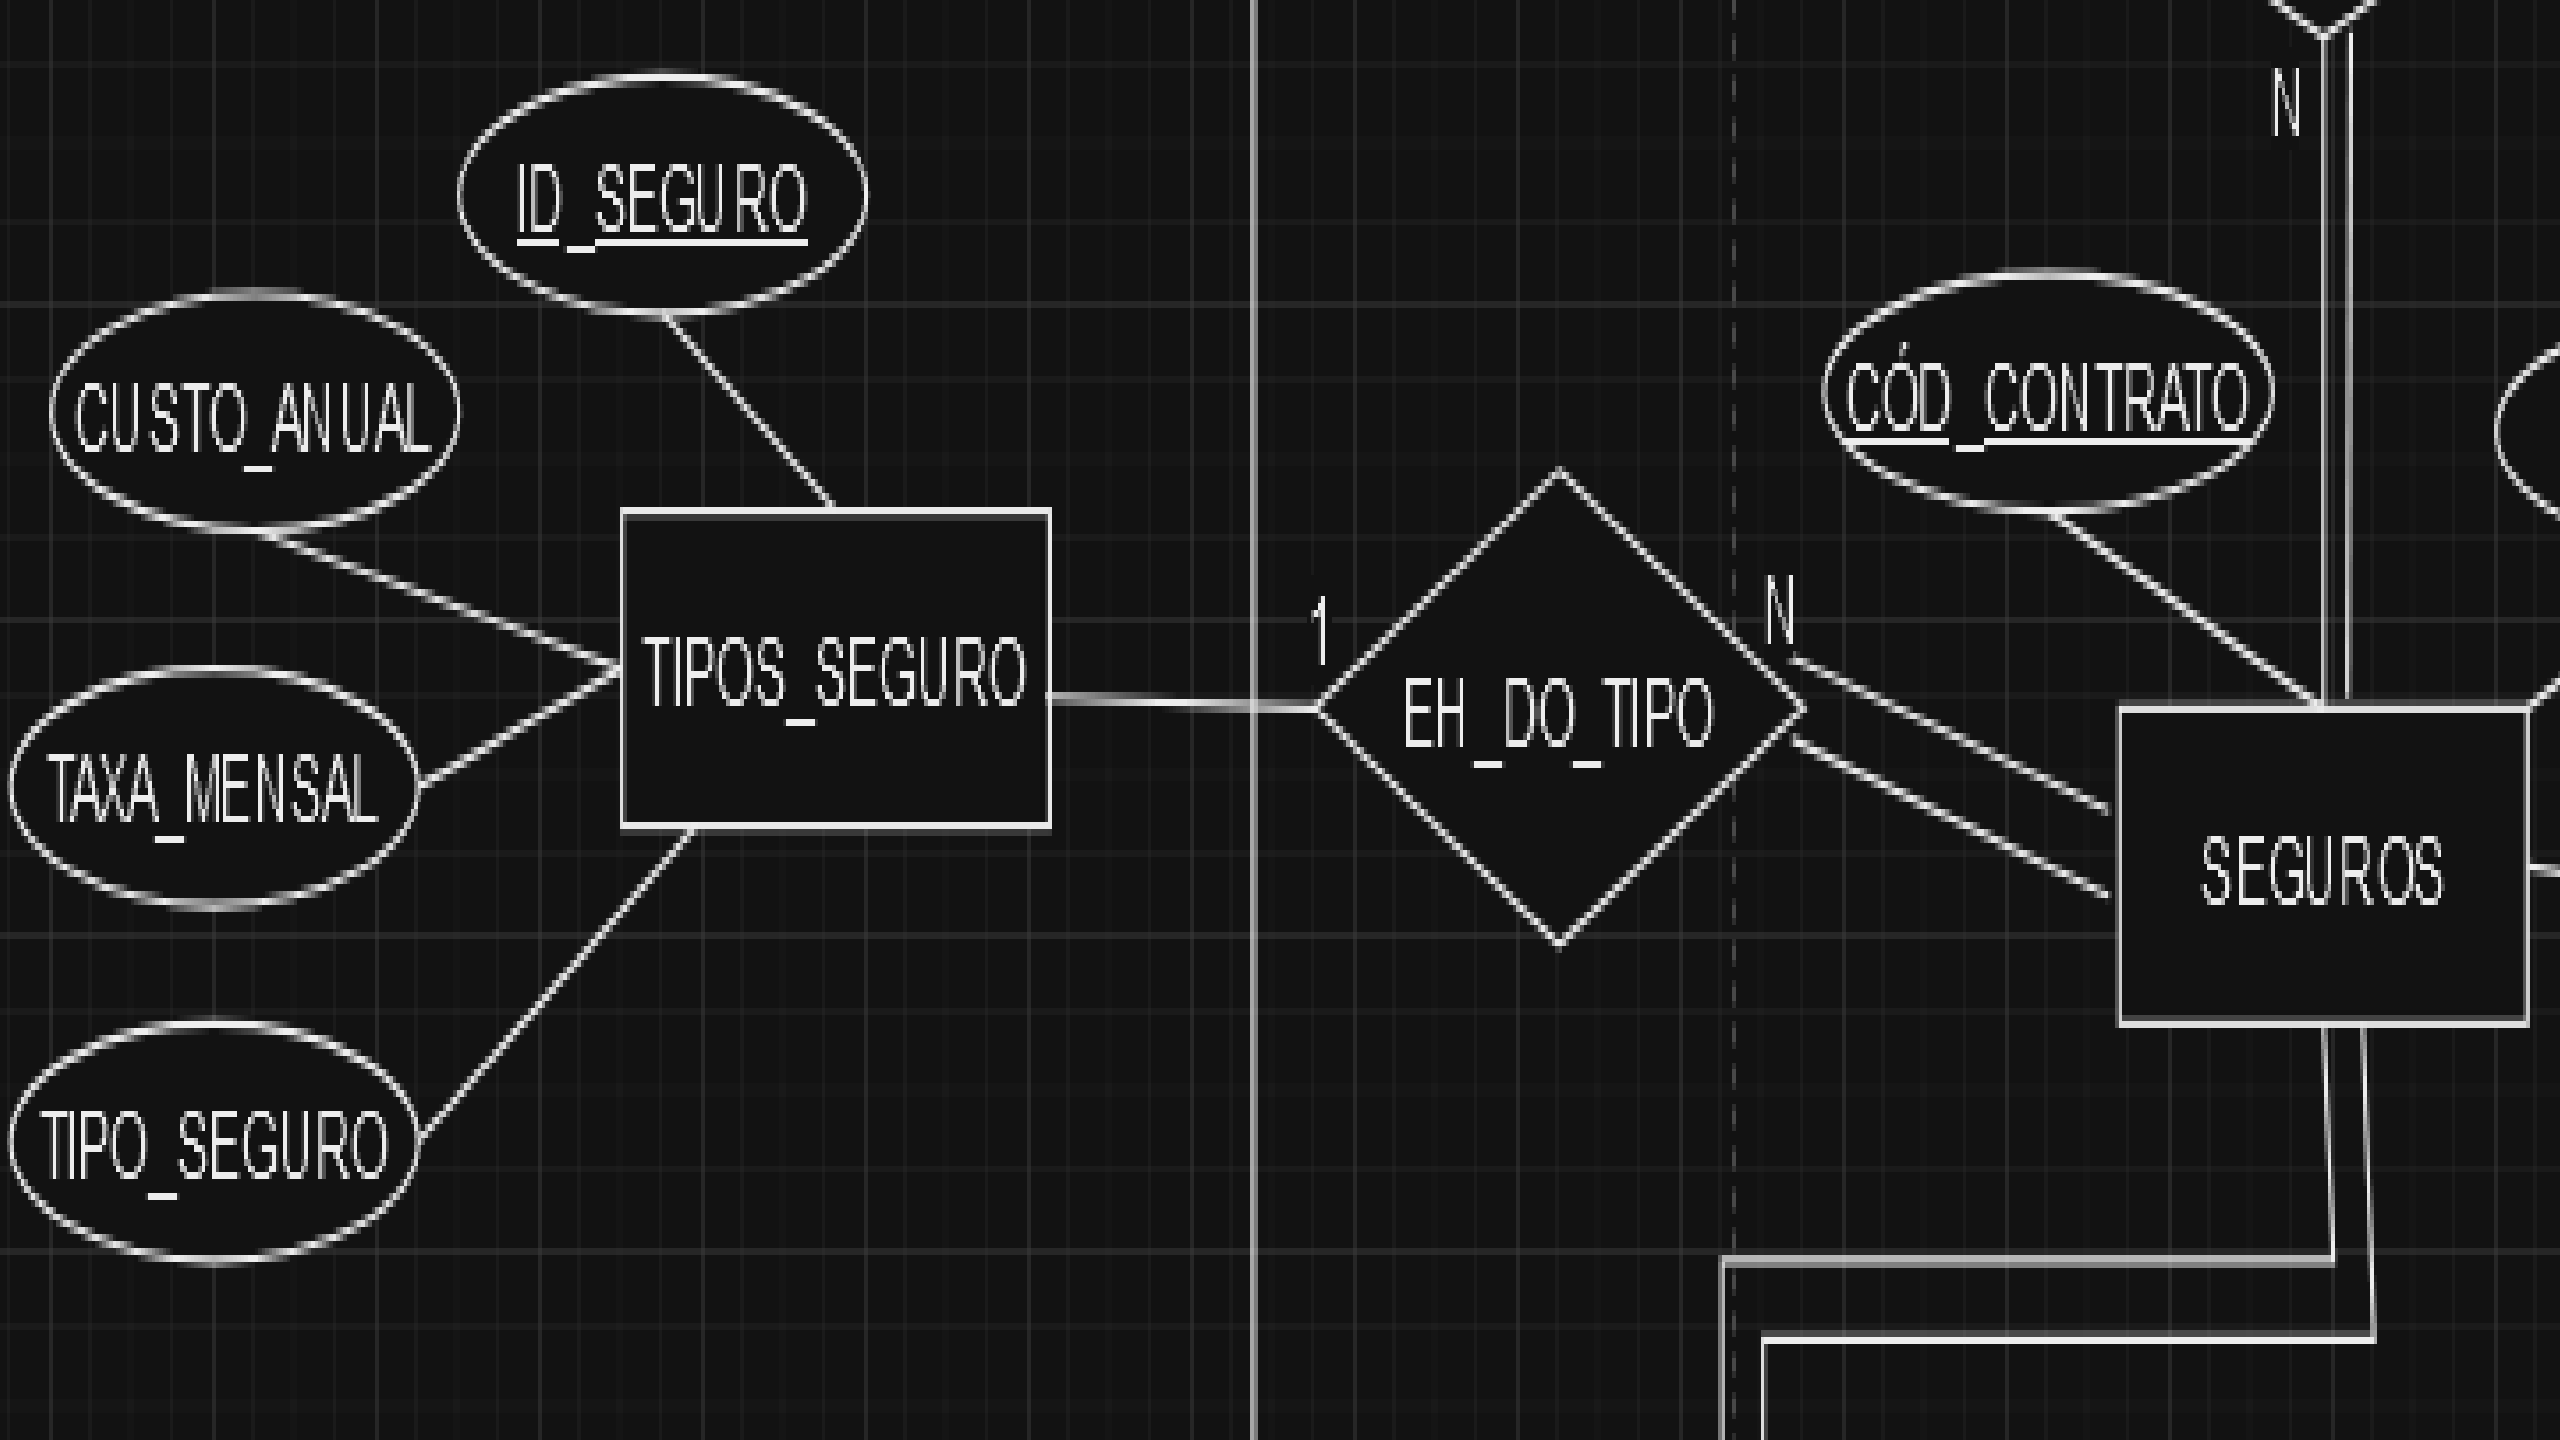 N
ID_SEGURO
CUSTO_ANUAL
CÓD_CONTRATO
1
N
TIPOS_SEGURO
EH_DO_TIPO
TAXA_MENSAL
SEGUROS
TIPO_SEGURO